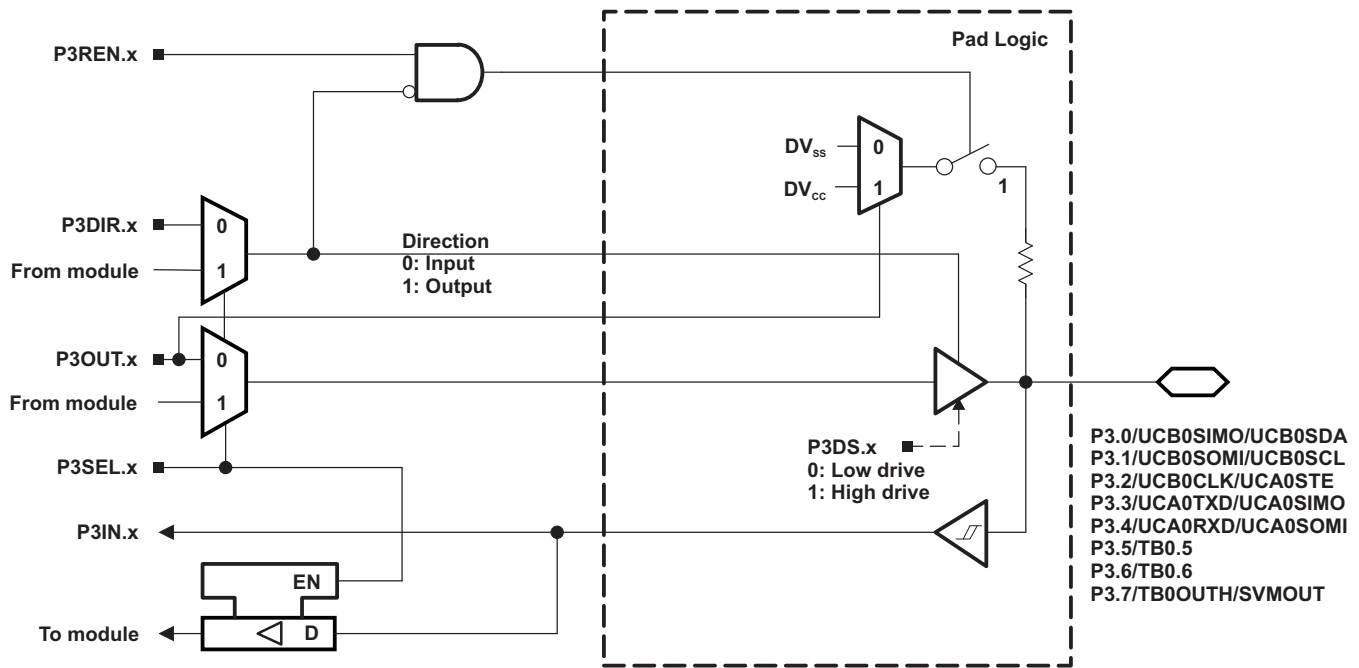 P3REN.x
Pad Logic
DVSS
0
DVCC
1
1
P3DIR.x
0
From module
1
Direction
0: Input
1: Output
P3OUT.x
0
From module
1
P3DS.x
0: Low drive
1: High drive
P3SEL.x
P3IN.x
EN
To module
D
P3.0/UCB0SIMO/UCB0SDA
P3.1/UCB0SOMI/UCB0SCL
P3.2/UCB0CLK/UCA0STE
P3.3/UCA0TXD/UCA0SIMO
P3.4/UCA0RXD/UCA0SOMI
P3.5/TB0.5
P3.6/TB0.6
P3.7/TB0OUTH/SVMOUT